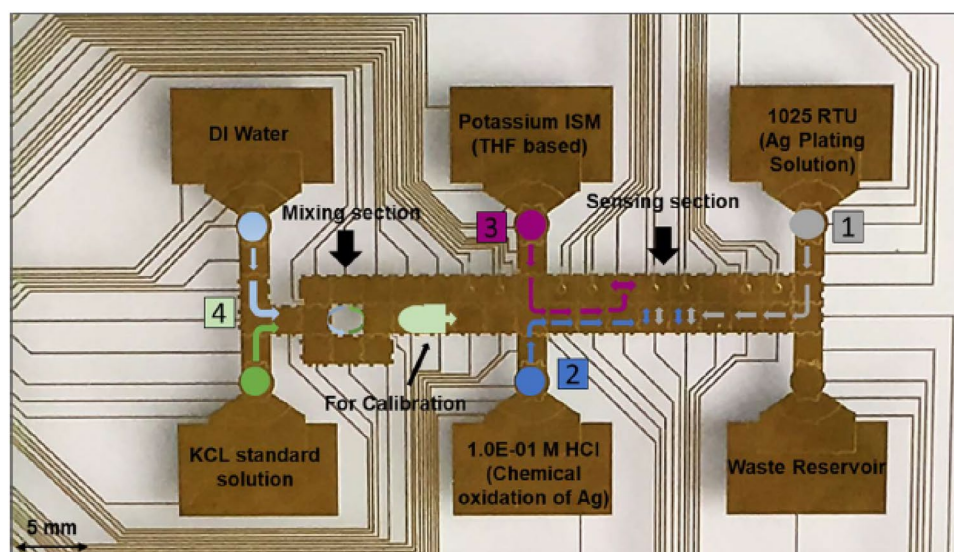 DI Water
Potassium ISM
(THF based)
1025 RTU
(Ag Plating
Solution)
Mixing section
3
Sensing section
1
4
For Calibration
2
KCL standard
solution
1.0E-01 M HCl
(Chemical
oxidation of Ag)
Waste Reservoir
5 mm